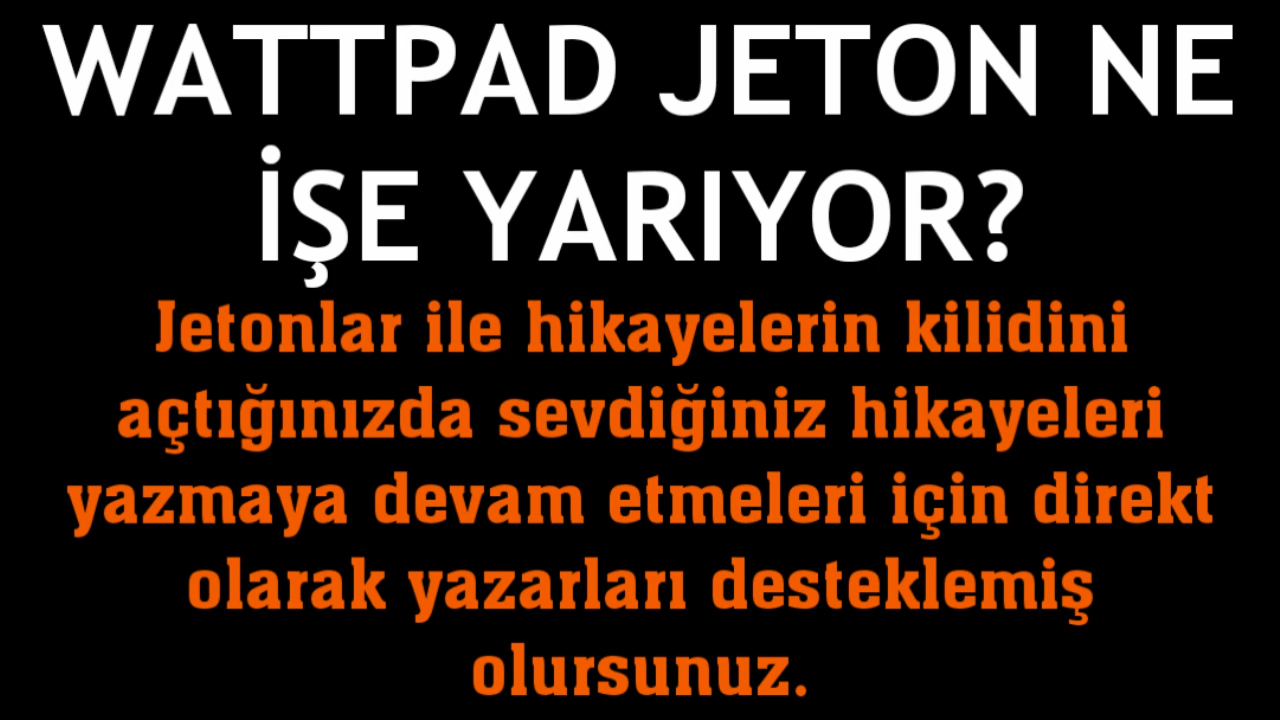 WATTPAD JETON NE
İŞE YARIYOR?
Jetonlar ile hikayelerin kilidini
açtığınızda sevdiğiniz hikayeleri
yazmaya devam etmeleri için direkt
olarak yazarları desteklemiş
olursunuz.